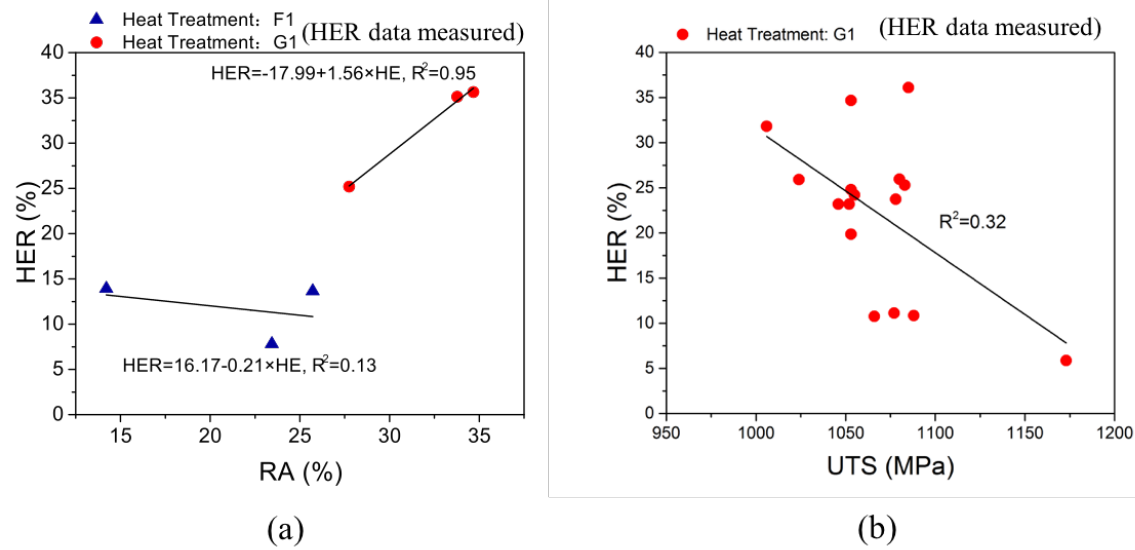 Heat Treatment: F1
Heat Treatment: G1
(HER data measured)
HER=-17.99+1.56×HE, R²=0.95
HER=16.17-0.21×HE, R²=0.13
HER (%)
40
35
30
25
20
15
10
5
0
15 20 25 30 35
RA (%)
(a)
Heat Treatment: G1
(HER data measured)
R²=0.32
HER (%)
40
35
30
25
20
15
10
5
0
950 1000 1050 1100 1150 1200
UTS (MPa)
(b)